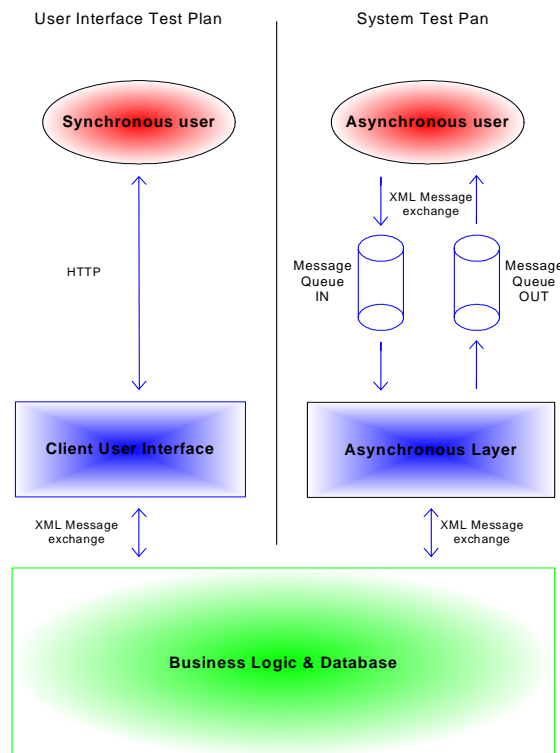 User Interface Test Plan
System Test Pan
Synchronous user
Asynchronous user
XML Message
exchange
HTTP
Message
Queue
IN
Message
Queue
OUT
Client User Interface
Asynchronous Layer
XML Message
exchange
XML Message
exchange
Business Logic & Database